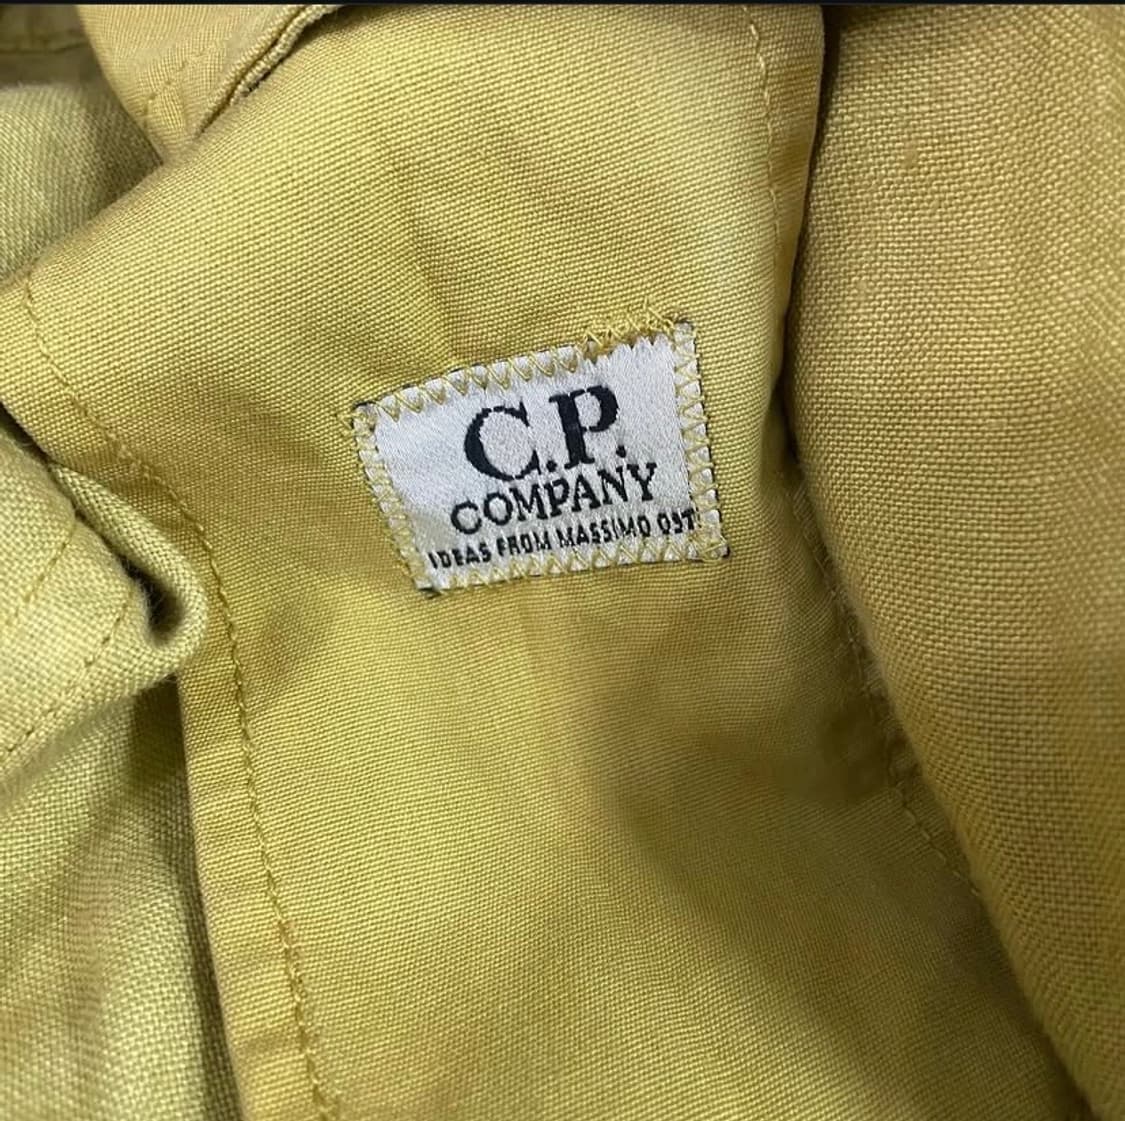 C.P.
COMPANY
IDEAS FROM MASSIMO OST